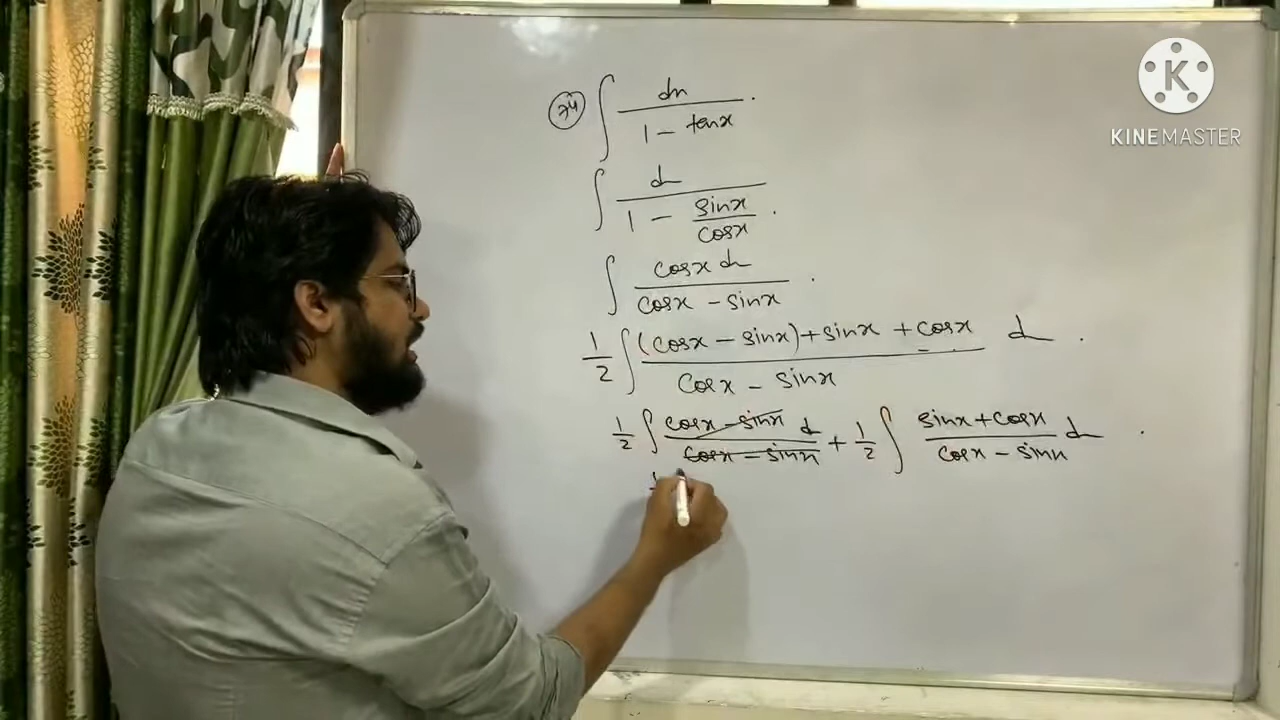 KINEMASTER
24 ∫ dx / 1 - tanx .
∫ dx / 1 - sinx/cosx .
∫ cosx dx / cosx - sinx .
1/2 ∫ (cosx - sinx) + sinx + cosx / cosx - sinx dx .
1/2 ∫ cosx - sinx dx / cosx - sinx + 1/2 ∫ sinx + cosx / cosx - sinx dx .